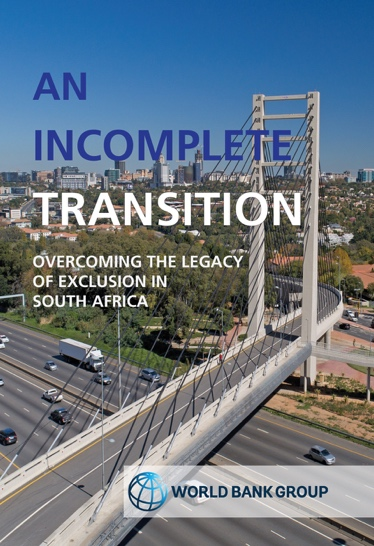 AN
INCOMPLETE
TRANSITION
OVERCOMING THE LEGACY
OF EXCLUSION IN
SOUTH AFRICA
WORLD BANK GROUP